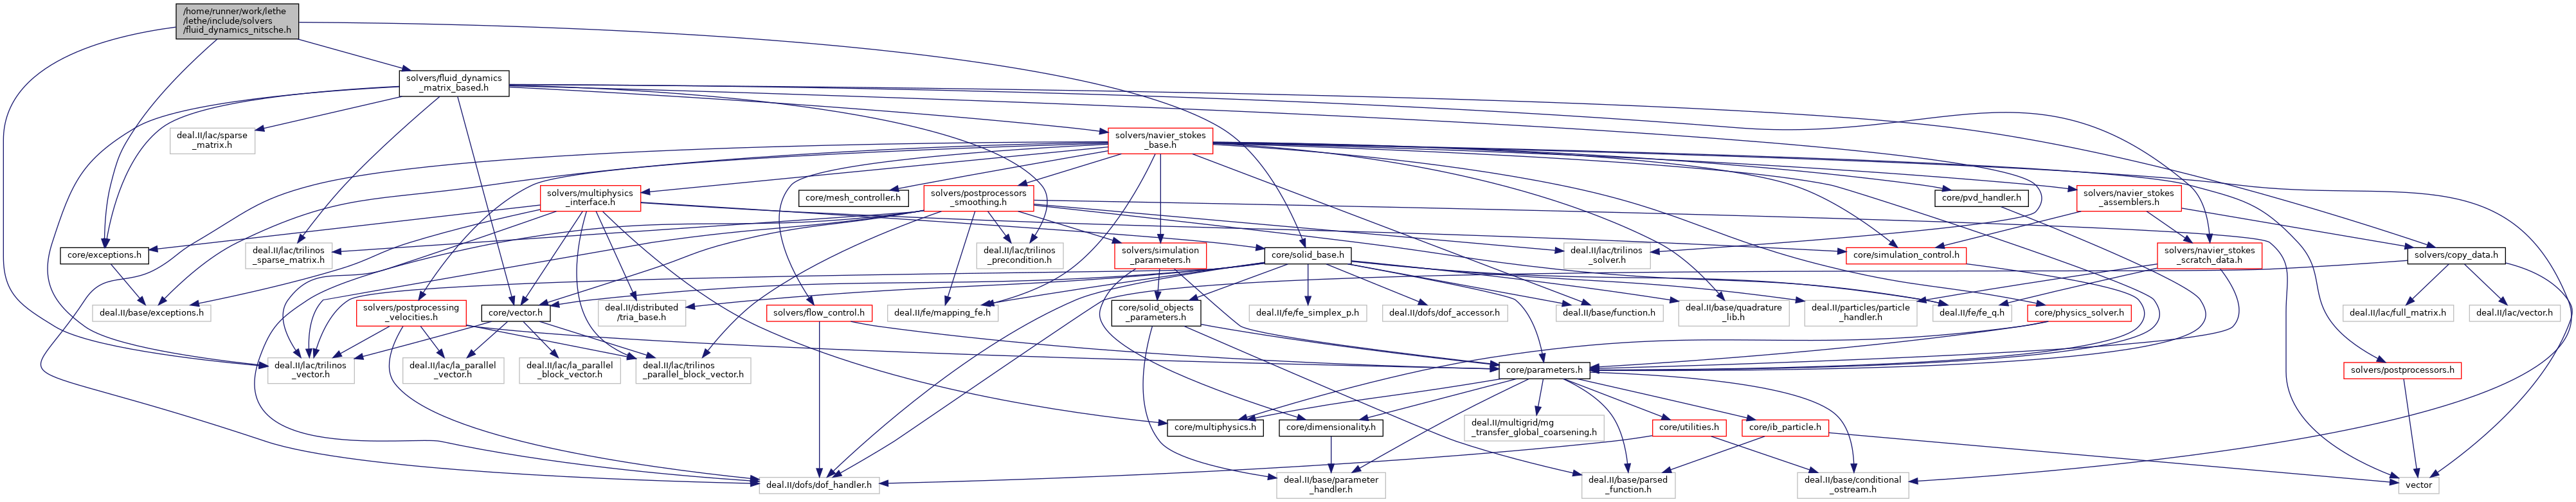 /home/runner/work/lethe
/lethe/include/solvers
/fluid_dynamics_nitsche.h
solvers/fluid_dynamics
_matrix_based.h
deal.II/lac/sparse
_matrix.h
solvers/navier_stokes
_base.h
solvers/multiphysics
_interface.h
core/mesh_controller.h
solvers/postprocessors
_smoothing.h
core/pvd_handler.h
solvers/navier_stokes
_assemblers.h
core/exceptions.h
deal.II/lac/trilinos
_sparse_matrix.h
deal.II/lac/trilinos
_precondition.h
solvers/simulation
_parameters.h
core/solid_base.h
deal.II/lac/trilinos
_solver.h
core/simulation_control.h
solvers/navier_stokes
_scratch_data.h
solvers/copy_data.h
deal.II/base/exceptions.h
solvers/postprocessing
_velocities.h
core/vector.h
deal.II/distributed
/tria_base.h
solvers/flow_control.h
deal.II/fe/mapping_fe.h
core/solid_objects
_parameters.h
deal.II/fe/fe_simplex_p.h
deal.II/dofs/dof_accessor.h
deal.II/base/function.h
deal.II/base/quadrature
_lib.h
deal.II/particles/particle
_handler.h
deal.II/fe/fe_q.h
core/physics_solver.h
deal.II/lac/full_matrix.h
deal.II/lac/vector.h
deal.II/lac/trilinos
_vector.h
deal.II/lac/la_parallel
_vector.h
deal.II/lac/la_parallel
_block_vector.h
deal.II/lac/trilinos
_parallel_block_vector.h
core/parameters.h
solvers/postprocessors.h
core/multiphysics.h
core/dimensionality.h
deal.II/multigrid/mg
_transfer_global_coarsening.h
core/utilities.h
core/ib_particle.h
deal.II/dofs/dof_handler.h
deal.II/base/parameter
_handler.h
deal.II/base/parsed
_function.h
deal.II/base/conditional
_ostream.h
vector